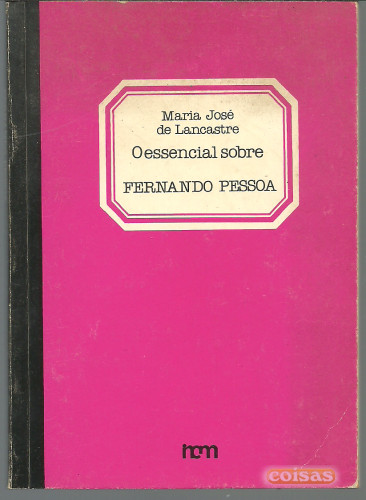 Maria José
de Lancastre
O essencial sobre
FERNANDO PESSOA
incm
coisas